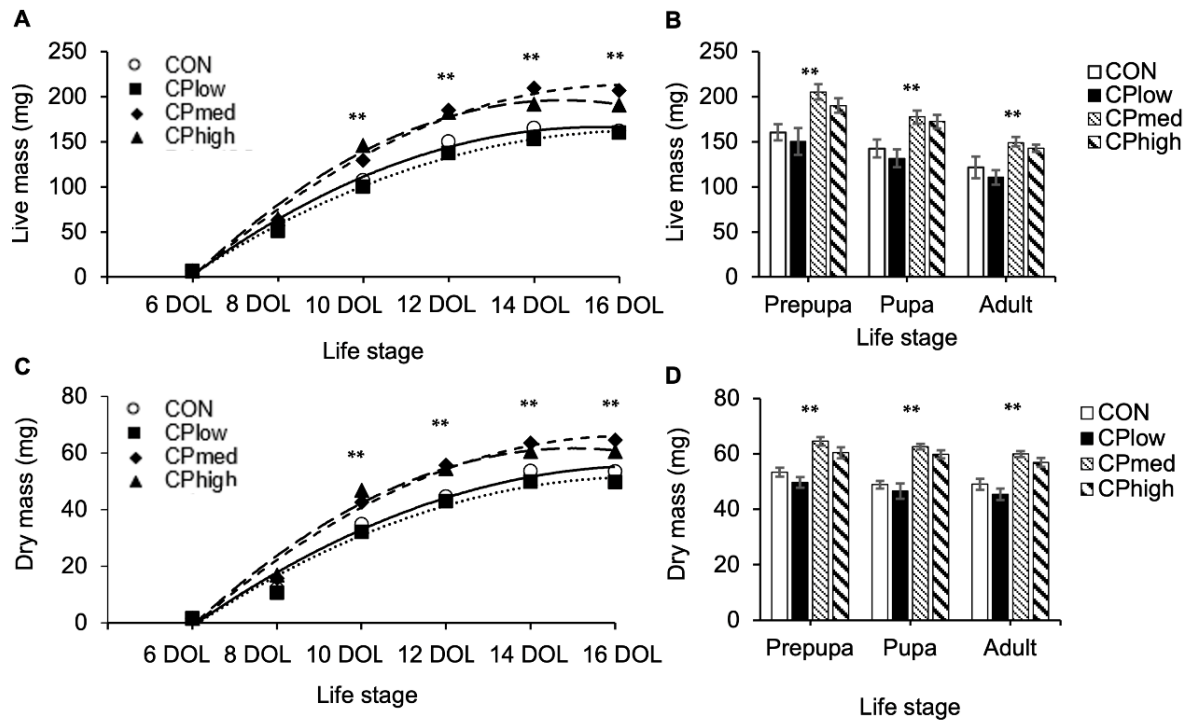 A
250
200
150
100
50
0
Live mass (mg)
CON
CPlow
CPmed
CPhigh
**
**
**
**
6 DOL 8 DOL 10 DOL 12 DOL 14 DOL 16 DOL
Life stage
B
250
200
150
100
50
0
Live mass (mg)
**
**
**
CON
CPlow
CPmed
CPhigh
Prepupa Pupa Adult
Life stage
C
80
60
40
20
0
Dry mass (mg)
CON
CPlow
CPmed
CPhigh
**
**
**
**
6 DOL 8 DOL 10 DOL 12 DOL 14 DOL 16 DOL
Life stage
D
80
60
40
20
0
Dry mass (mg)
**
**
**
CON
CPlow
CPmed
CPhigh
Prepupa Pupa Adult
Life stage